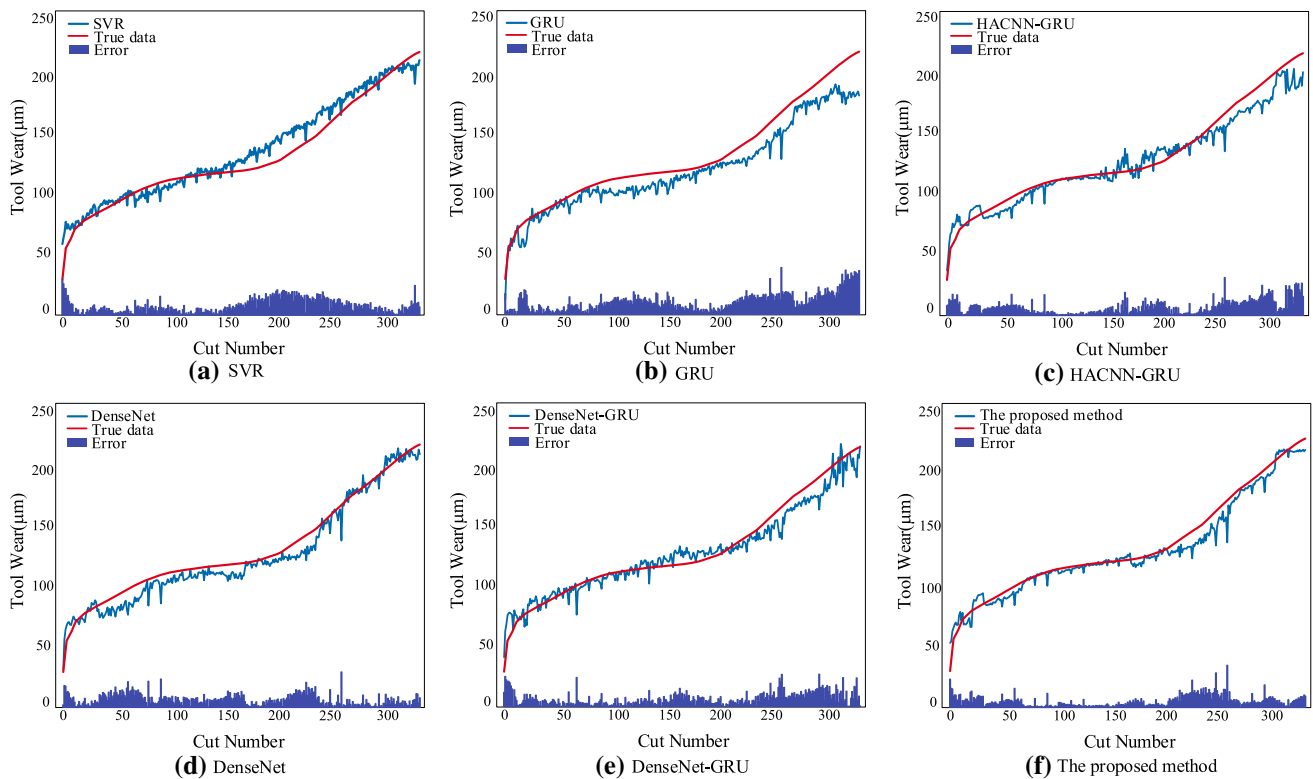 250
SVR
True data
Error
200
150
100
50
0
Tool Wear(μm)
0 50 100 150 200 250 300
Cut Number
(a) SVR
250
GRU
True data
Error
200
150
100
50
0
Tool Wear(μm)
0 50 100 150 200 250 300
Cut Number
(b) GRU
250
HACNN-GRU
True data
Error
200
150
100
50
0
Tool Wear(μm)
0 50 100 150 200 250 300
Cut Number
(c) HACNN-GRU
250
DenseNet
True data
Error
200
150
100
50
0
Tool Wear(μm)
0 50 100 150 200 250 300
Cut Number
(d) DenseNet
250
DenseNet-GRU
True data
Error
200
150
100
50
0
Tool Wear(μm)
0 50 100 150 200 250 300
Cut Number
(e) DenseNet-GRU
250
The proposed method
True data
Error
200
150
100
50
0
Tool Wear(μm)
0 50 100 150 200 250 300
Cut Number
(f) The proposed method